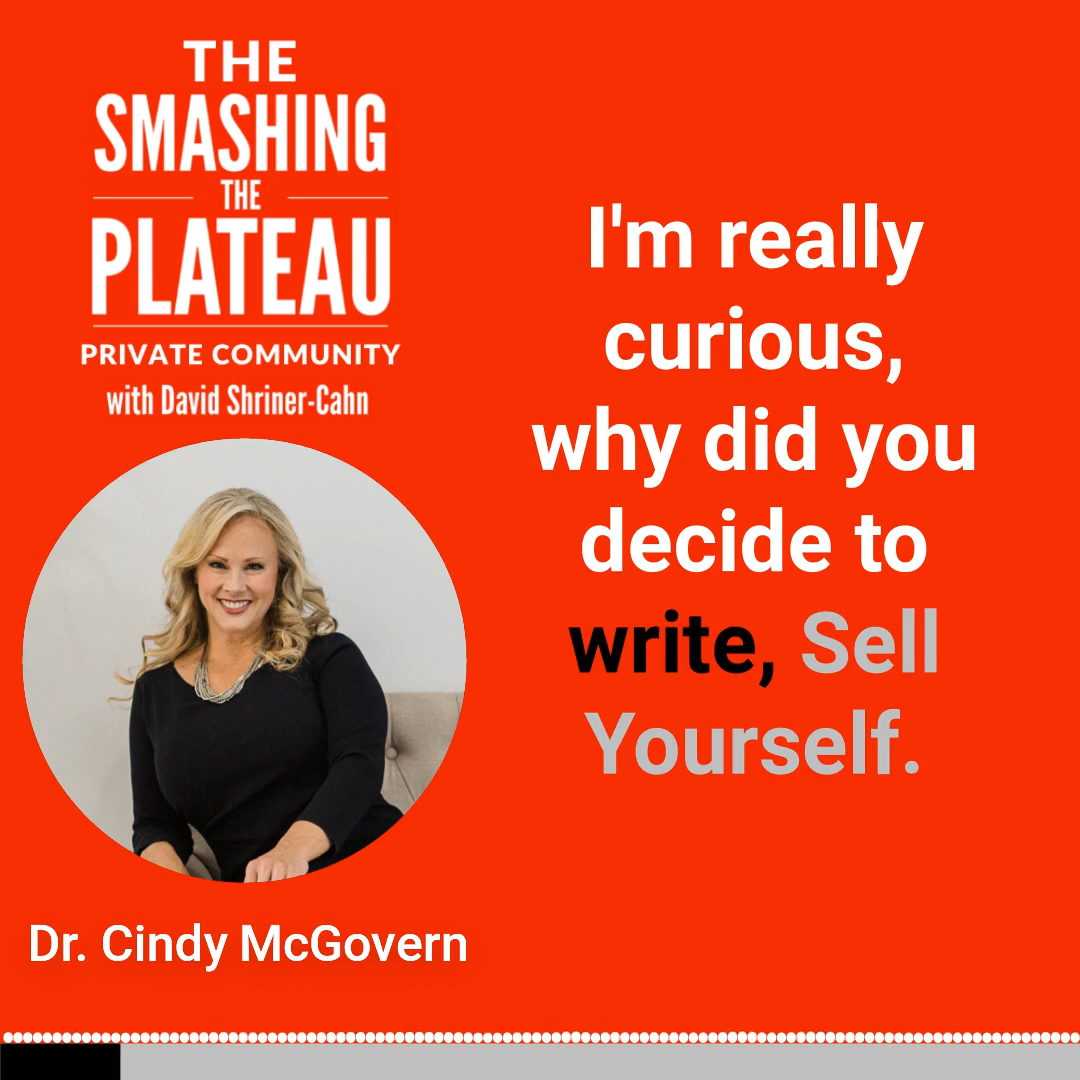 THE
SMASHING
THE
PLATEAU
PRIVATE COMMUNITY
with David Shriner-Cahn
I'm really
curious,
why did you
decide to
write, Sell
Yourself.
Dr. Cindy McGovern